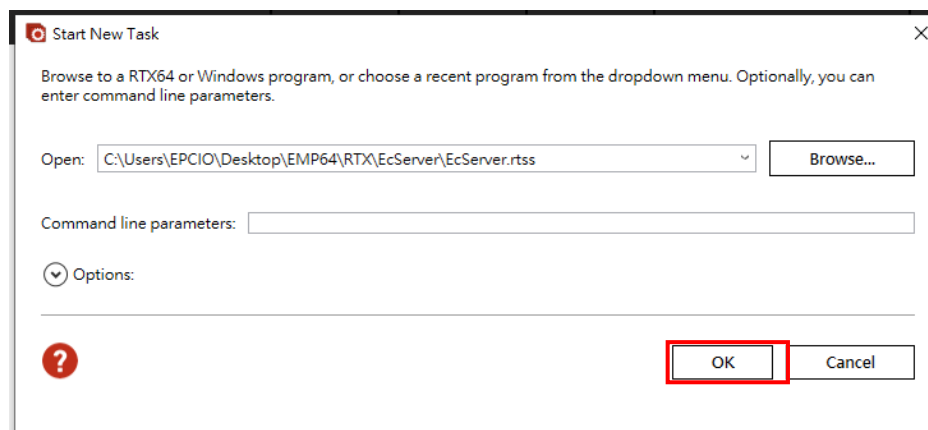 Start New Task
Browse to a RTX64 or Windows program, or choose a recent program from the dropdown menu. Optionally, you can
enter command line parameters.
Open: C:\Users\EPCIO\Desktop\EMP64\RTX\EcServer\EcServer.rtss Browse...
Command line parameters:
Options:
? OK Cancel